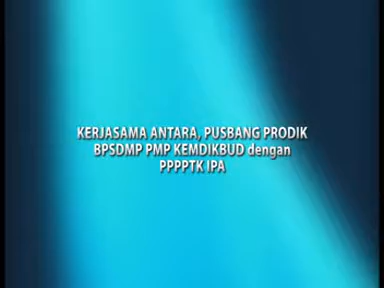 KERJASAMA ANTARA, PUSBANG PRODIK
BPSDMP PMP KEMDIKBUD dengan
PPPPTK IPA